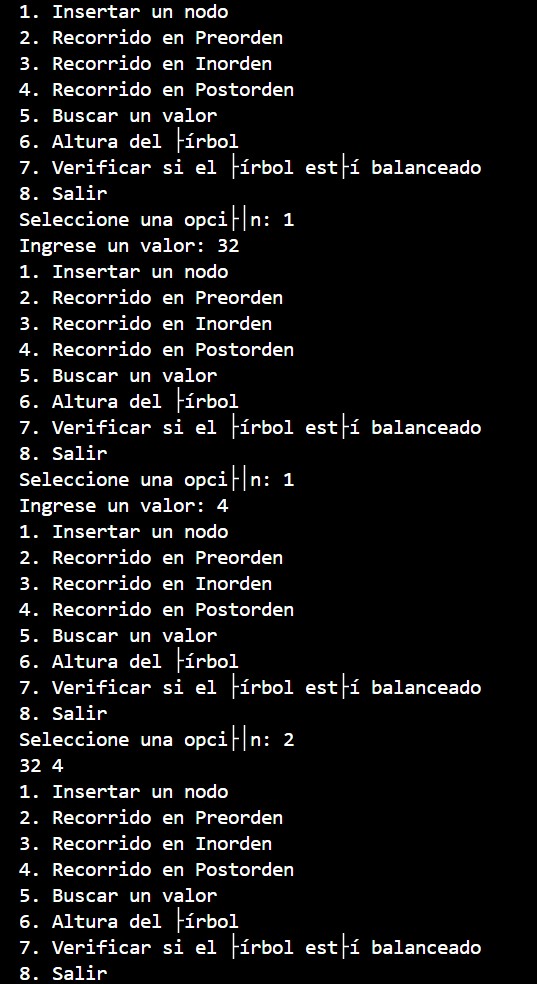 1. Insertar un nodo
2. Recorrido en Preorden
3. Recorrido en Inorden
4. Recorrido en Postorden
5. Buscar un valor
6. Altura del ├írbol
7. Verificar si el ├írbol est├í balanceado
8. Salir
Seleccione una opci├│n: 1
Ingrese un valor: 32
1. Insertar un nodo
2. Recorrido en Preorden
3. Recorrido en Inorden
4. Recorrido en Postorden
5. Buscar un valor
6. Altura del ├írbol
7. Verificar si el ├írbol est├í balanceado
8. Salir
Seleccione una opci├│n: 1
Ingrese un valor: 4
1. Insertar un nodo
2. Recorrido en Preorden
3. Recorrido en Inorden
4. Recorrido en Postorden
5. Buscar un valor
6. Altura del ├írbol
7. Verificar si el ├írbol est├í balanceado
8. Salir
Seleccione una opci├│n: 2
32 4
1. Insertar un nodo
2. Recorrido en Preorden
3. Recorrido en Inorden
4. Recorrido en Postorden
5. Buscar un valor
6. Altura del ├írbol
7. Verificar si el ├írbol est├í balanceado
8. Salir